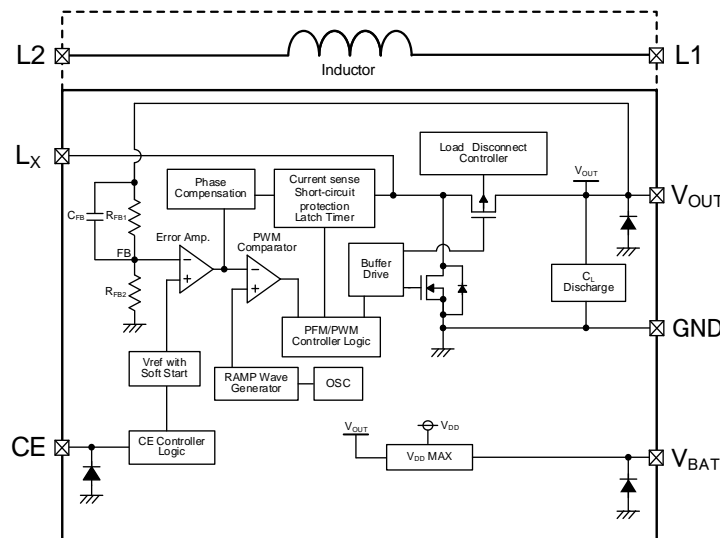 L2
L1
Inductor
LX
Load Disconnect
Controller
Phase
Compensation
Current sense
Short-circuit
protection
Latch Timer
VOUT
VOUT
CFB
RFB1
FB
Error Amp.
PWM
Comparator
Buffer
Drive
CL
Discharge
RFB2
PFM/PWM
Controller Logic
GND
Vref with
Soft Start
RAMP Wave
Generator
OSC
CE
CE Controller
Logic
VOUT
VDD
VDD MAX
VBAT